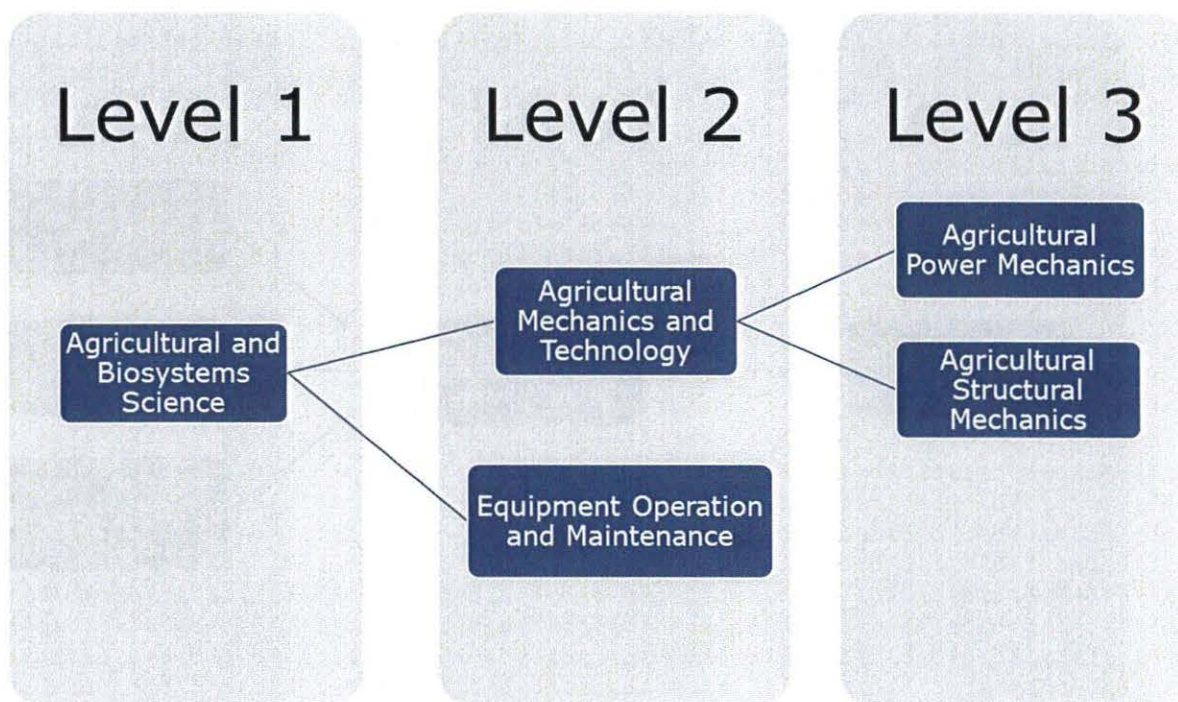 Level 1
Level 2
Level 3
Agricultural and
Biosystems
Science
Agricultural
Mechanics and
Technology
Equipment Operation
and Maintenance
Agricultural
Power Mechanics
Agricultural
Structural
Mechanics